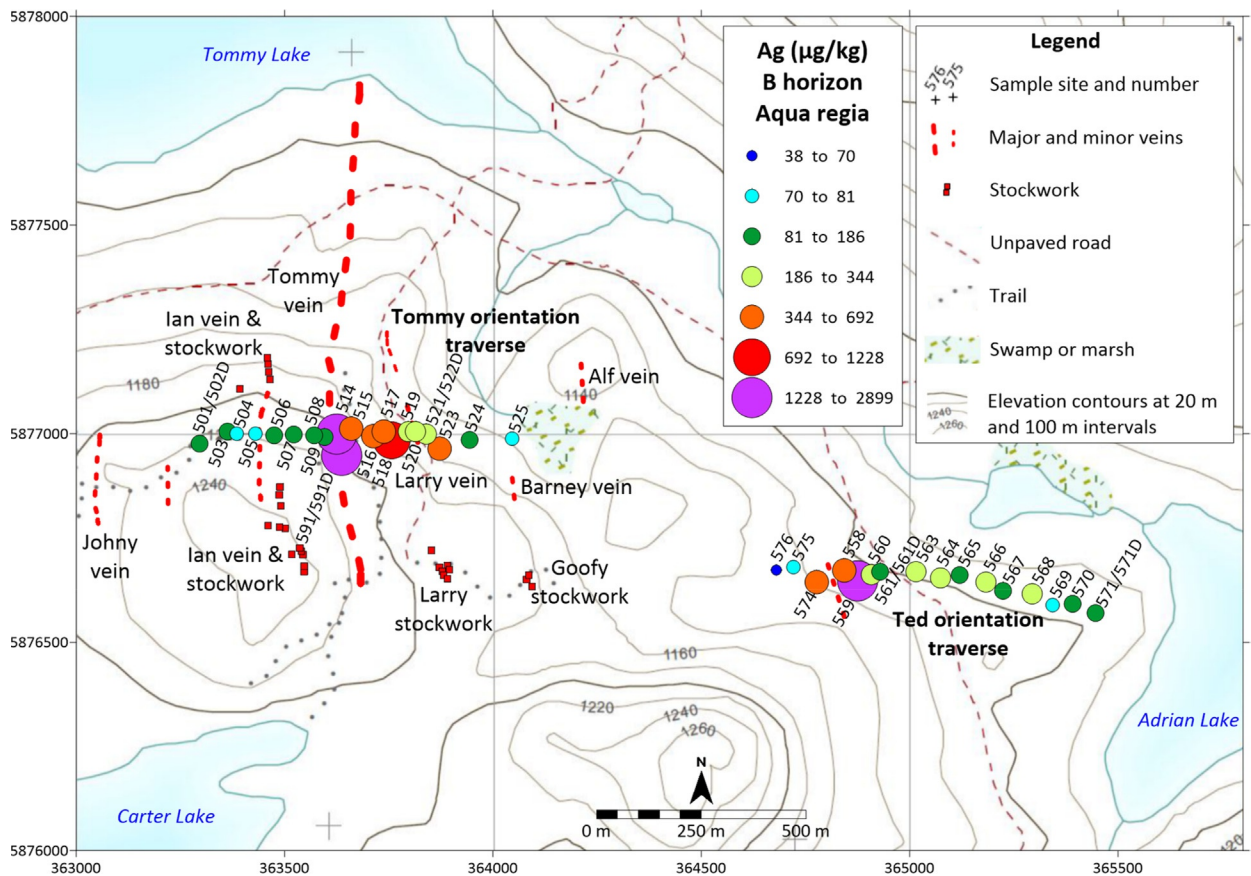 5878000
5877500
5877000
5876500
5876000
363000
363500
364000
364500
365000
365500
Tommy Lake
Tommy
vein
Ian vein &
stockwork
Tommy orientation
traverse
Alf vein
1180
1140
501/502D
503
504
505
506
507
508
509
514
515
516
517
518
519
520
521/522D
523
524
525
591/591D
Larry vein
Barney vein
1240
Johny
vein
Ian vein &
stockwork
Larry
stockwork
Goofy
stockwork
576
575
574
558
559
560
561/561D
563
564
565
566
567
568
569
570
571/571D
Ted orientation
traverse
1160
1220
1240
1260
Carter Lake
Adrian Lake
N
0 m
250 m
500 m
Ag (µg/kg)
B horizon
Aqua regia
38 to 70
70 to 81
81 to 186
186 to 344
344 to 692
692 to 1228
1228 to 2899
Legend
576
575
Sample site and number
Major and minor veins
Stockwork
Unpaved road
Trail
Swamp or marsh
1240
1260
Elevation contours at 20 m
and 100 m intervals